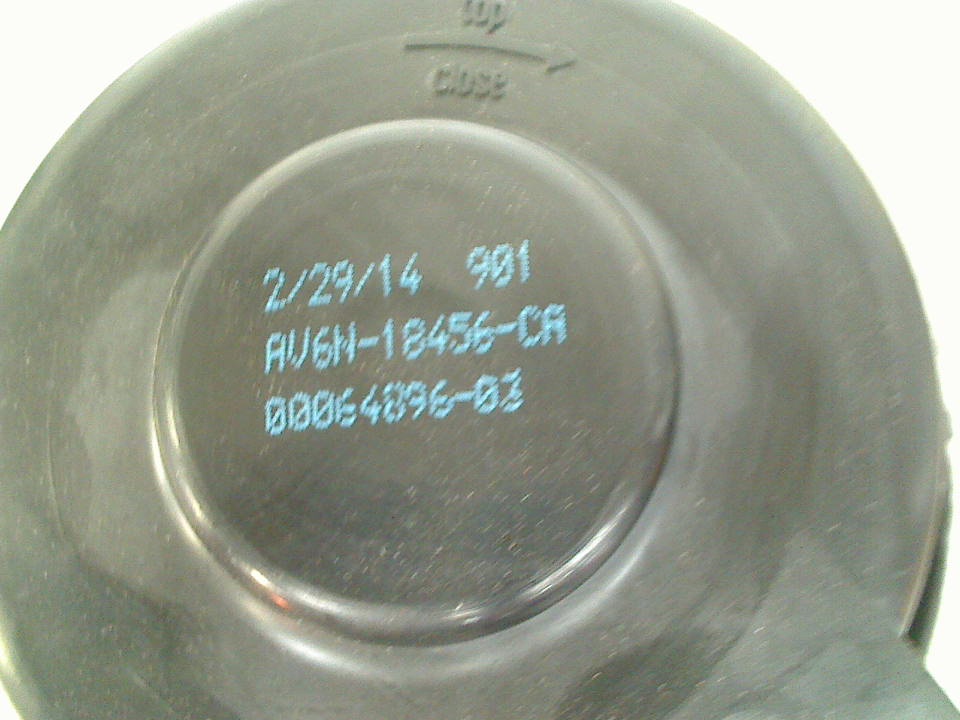 top
close
2/29/14 901
AV6N-18456-CA
00064896-03